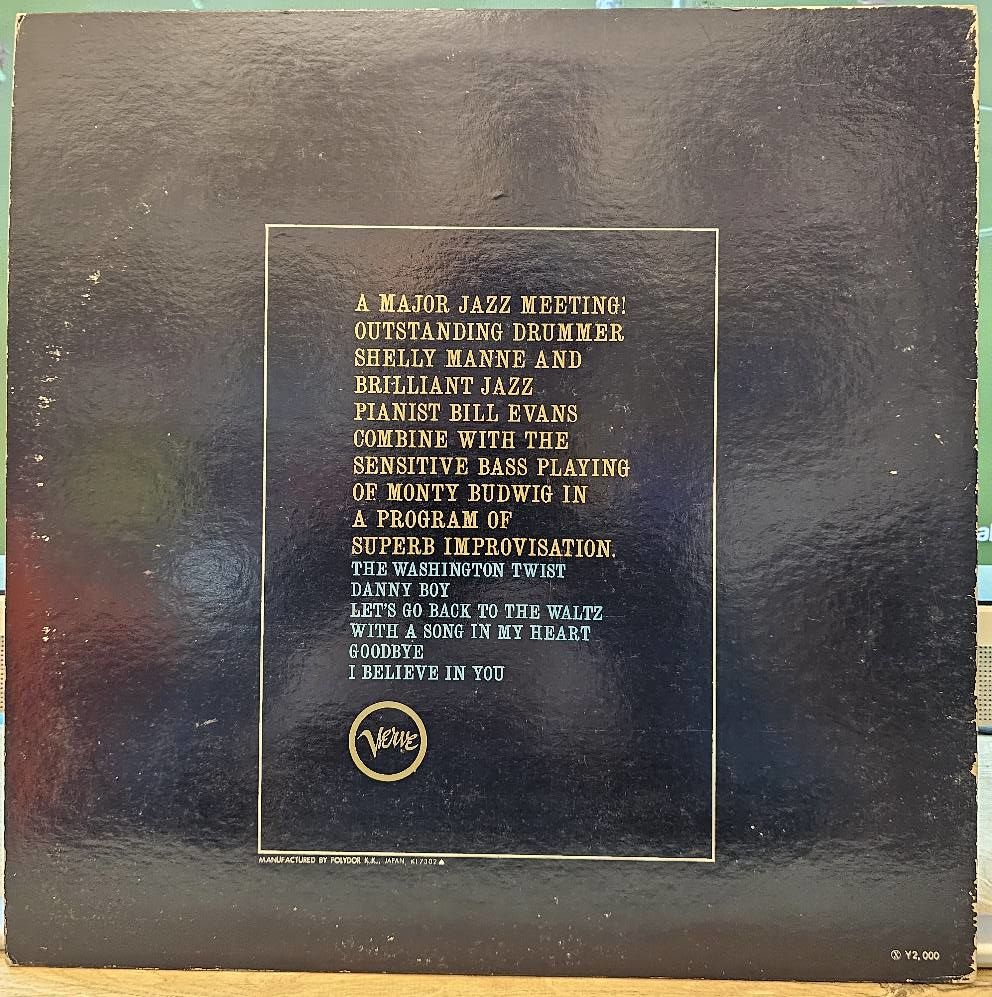 A MAJOR JAZZ MEETING!
OUTSTANDING DRUMMER
SHELLY MANNE AND
BRILLIANT JAZZ
PIANIST BILL EVANS
COMBINE WITH THE
SENSITIVE BASS PLAYING
OF MONTY BUDWIG IN
A PROGRAM OF
SUPERB IMPROVISATION.
THE WASHINGTON TWIST
DANNY BOY
LET'S GO BACK TO THE WALTZ
WITH A SONG IN MY HEART
GOODBYE
I BELIEVE IN YOU
Verve
MANUFACTURED BY POLYDOR K.K., JAPAN, KI7302▲
Ⓧ Y2,000